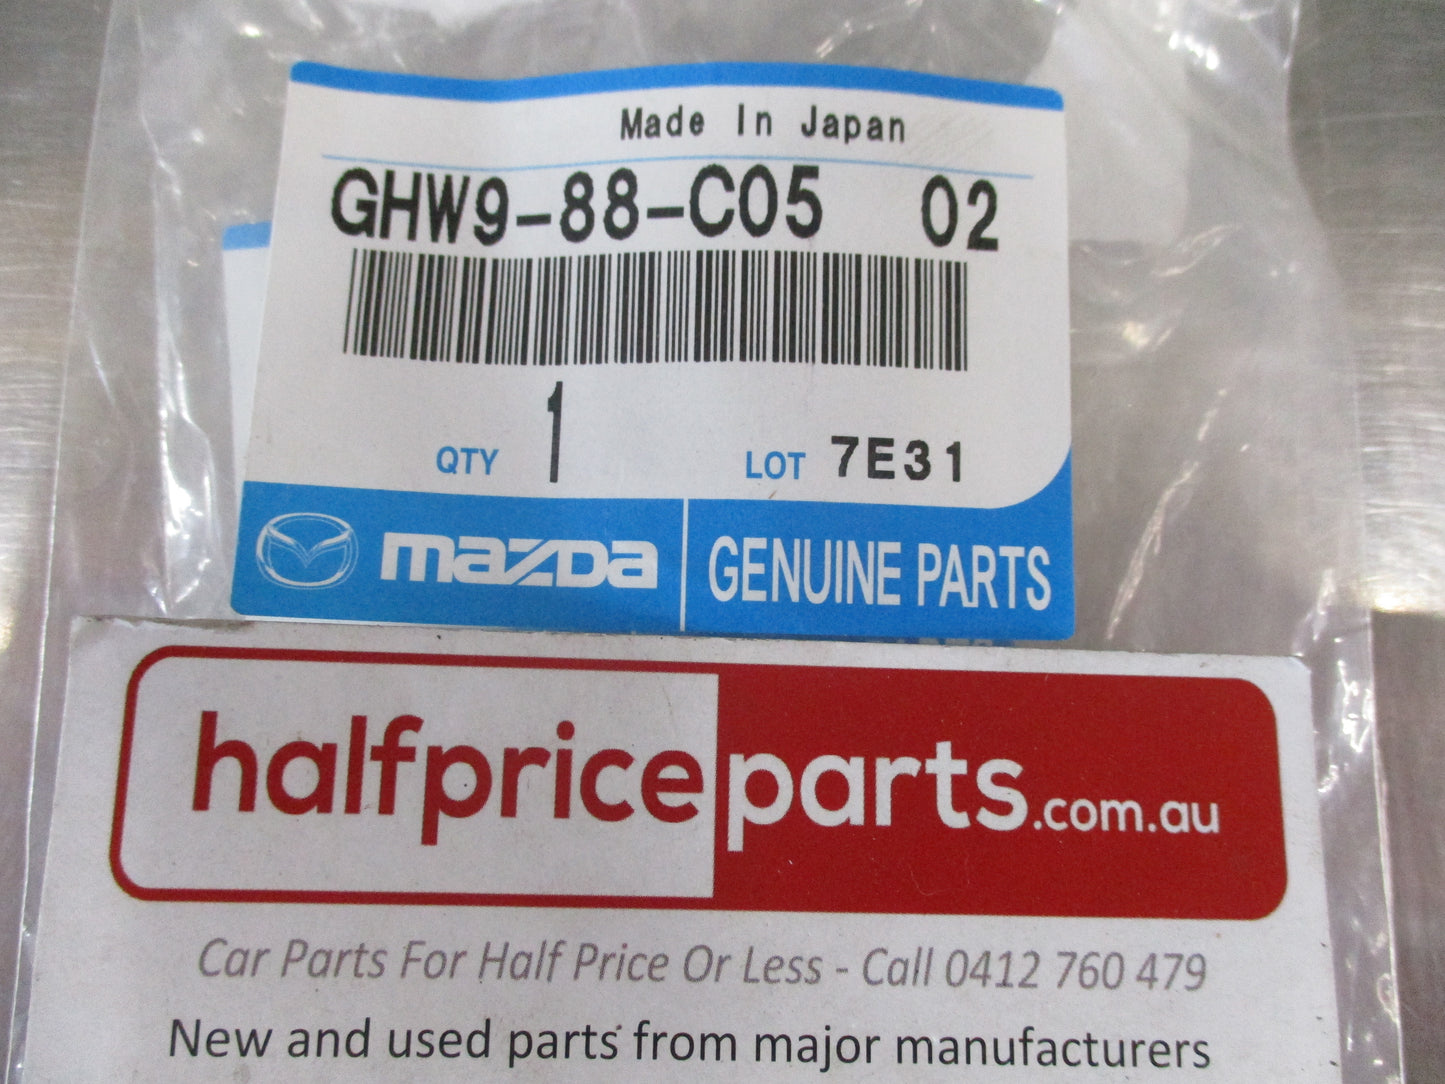 Made In Japan
GHW9-88-C05 02
QTY 1 LOT 7E31
mazda GENUINE PARTS
halfpriceparts.com.au
Car Parts For Half Price Or Less - Call 0412 760 479
New and used parts from major manufacturers